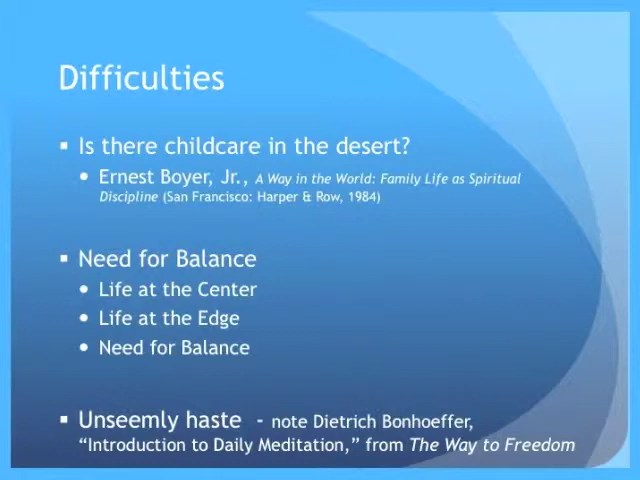 Difficulties
▪ Is there childcare in the desert?
• Ernest Boyer, Jr., A Way in the World: Family Life as Spiritual
Discipline (San Francisco: Harper & Row, 1984)
▪ Need for Balance
• Life at the Center
• Life at the Edge
• Need for Balance
▪ Unseemly haste - note Dietrich Bonhoeffer,
“Introduction to Daily Meditation,” from The Way to Freedom